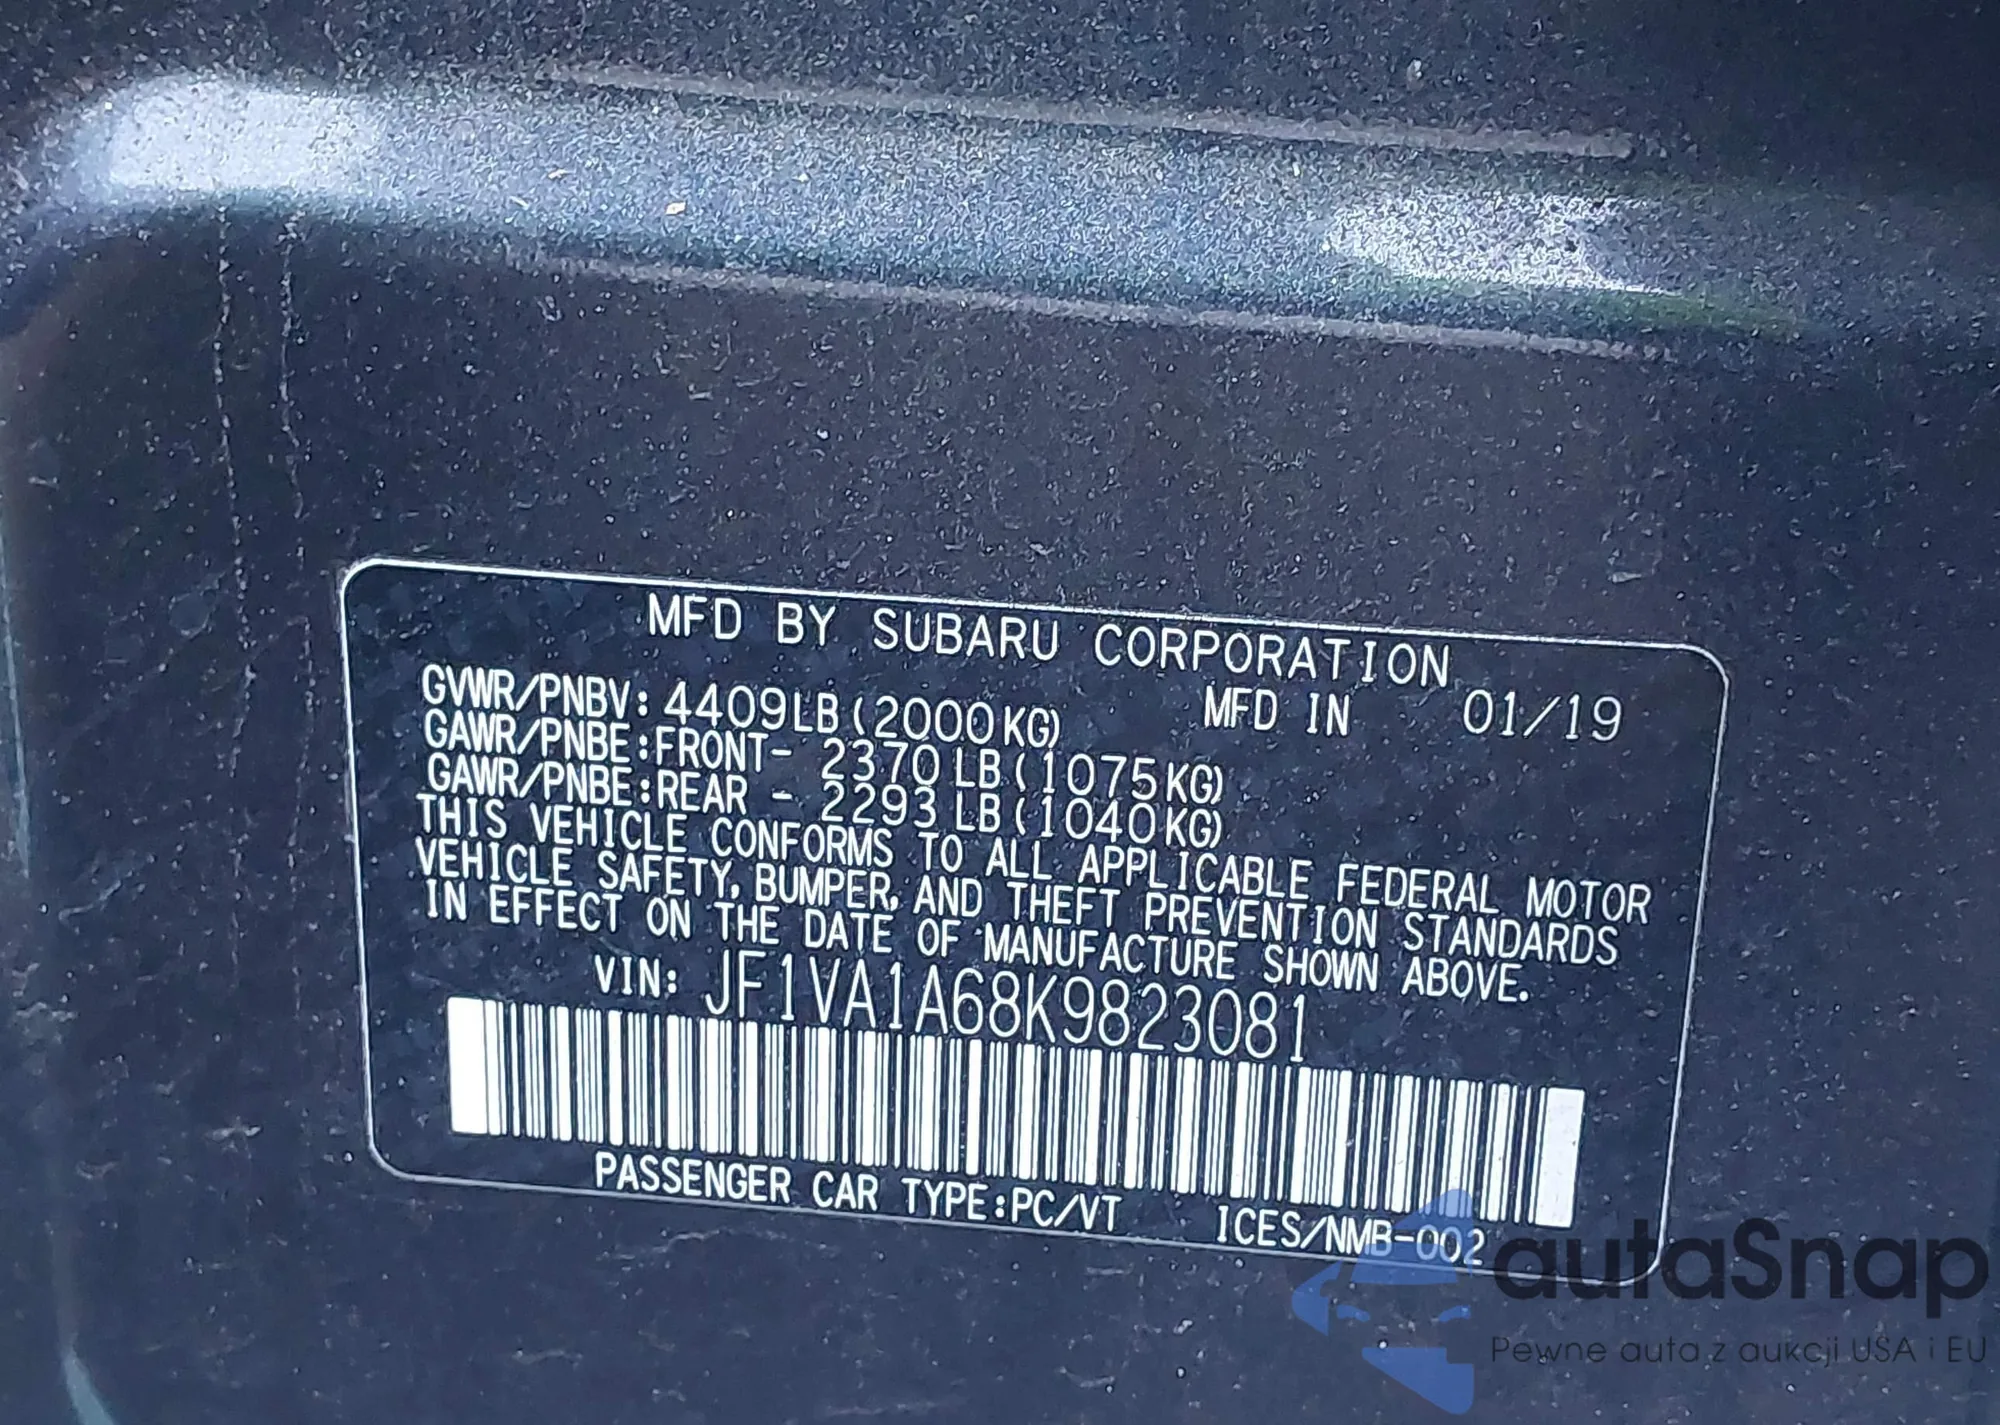 MFD BY SUBARU CORPORATION
GVWR/PNBV: 4409LB(2000KG) MFD IN 01/19
GAWR/PNBE:FRONT- 2370LB(1075KG)
GAWR/PNBE:REAR - 2293LB(1040KG)
THIS VEHICLE CONFORMS TO ALL APPLICABLE FEDERAL MOTOR
VEHICLE SAFETY, BUMPER, AND THEFT PREVENTION STANDARDS
IN EFFECT ON THE DATE OF MANUFACTURE SHOWN ABOVE.
VIN: JF1VA1A68K9823081
PASSENGER CAR TYPE:PC/VT ICES/NMB-002
autaSnap
Pewne auta z aukcji USA i EU